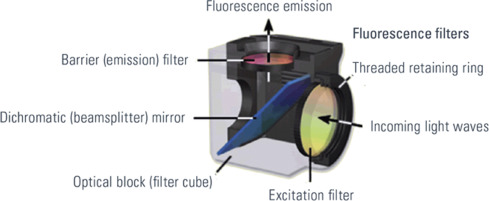 Fluorescence emission
Fluorescence filters
Barrier (emission) filter
Threaded retaining ring
Dichromatic (beamsplitter) mirror
Incoming light waves
Optical block (filter cube)
Excitation filter